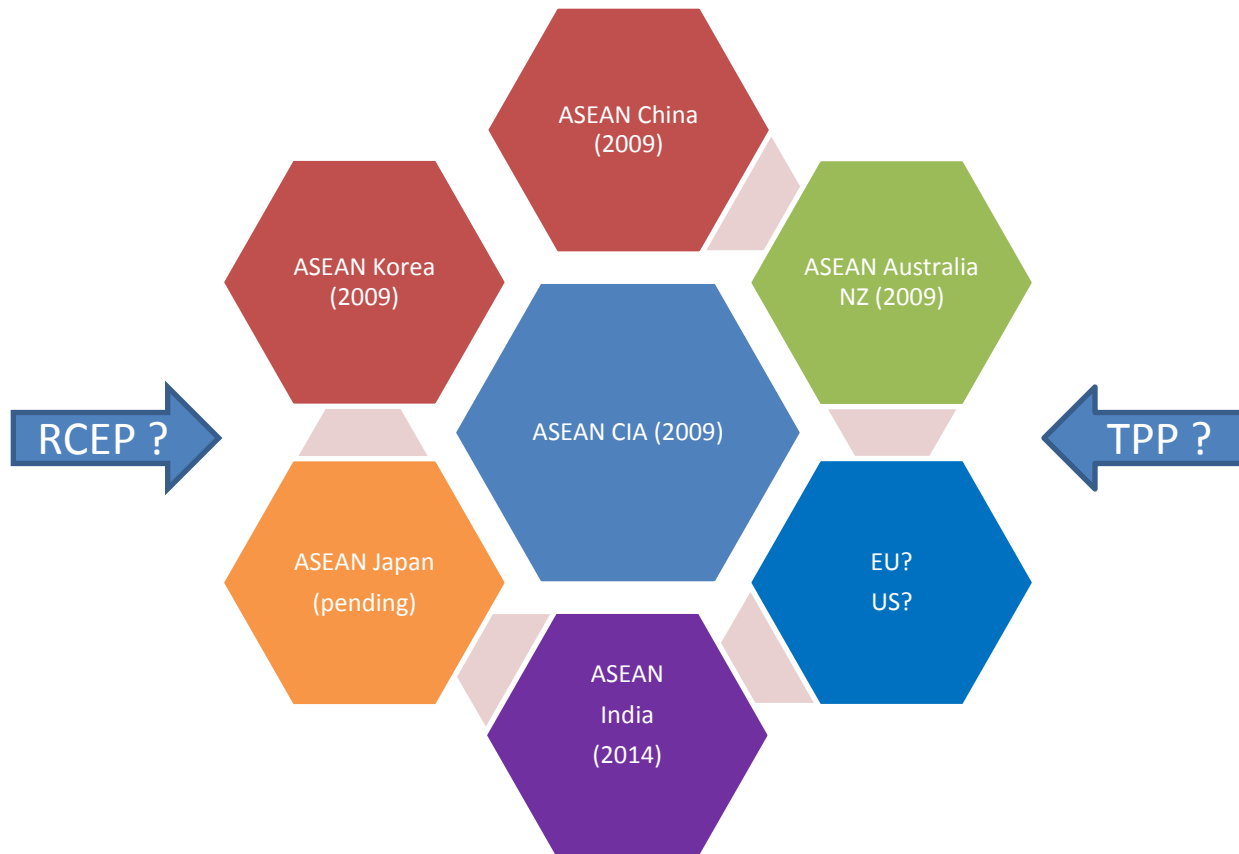 ASEAN China
(2009)
ASEAN Korea
(2009)
ASEAN Australia
NZ (2009)
RCEP ?
ASEAN CIA (2009)
TPP ?
ASEAN Japan
(pending)
EU?
US?
ASEAN
India
(2014)